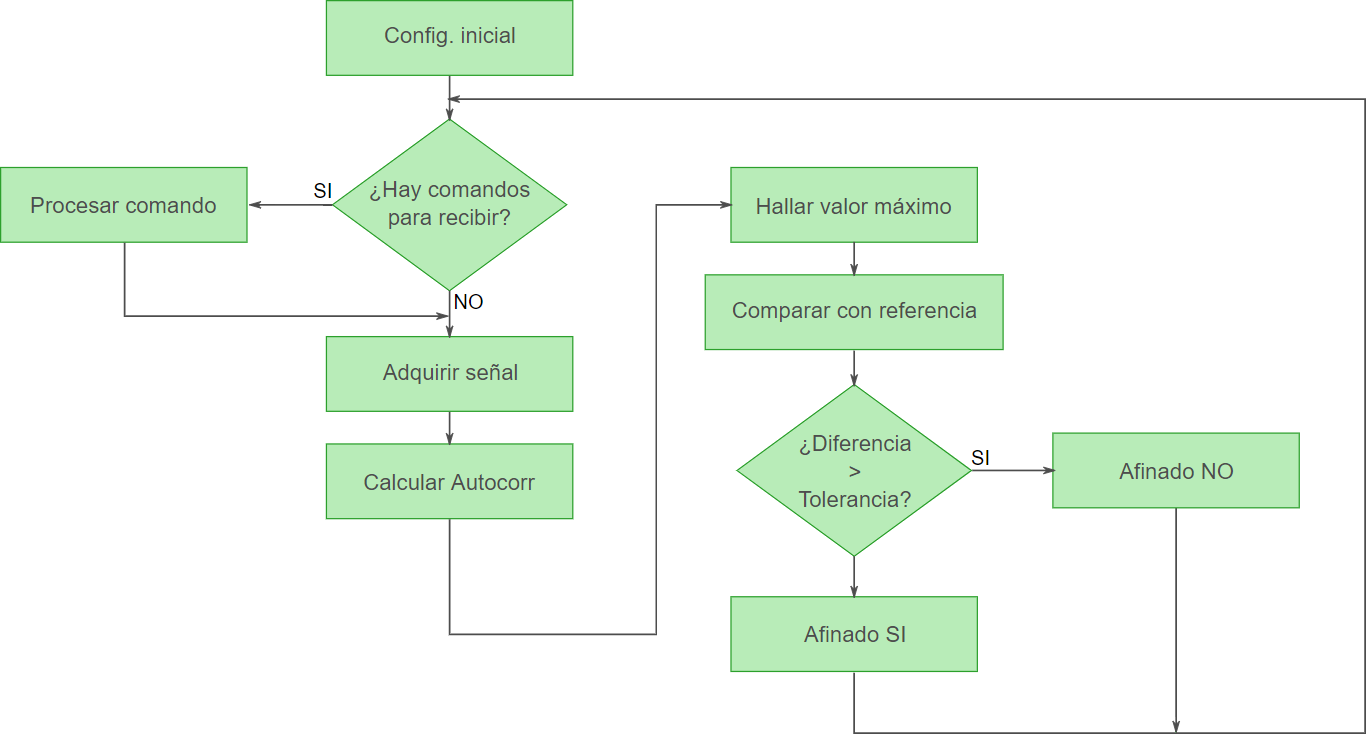 Config. inicial
¿Hay comandos
para recibir?
SI
Procesar comando
NO
Adquirir señal
Calcular Autocorr
Hallar valor máximo
Comparar con referencia
¿Diferencia
>
Tolerancia?
SI
Afinado NO
Afinado SI